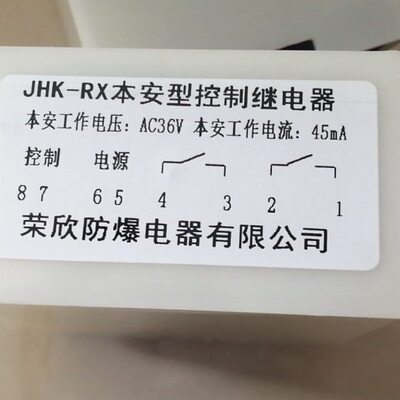 JHK-RX本安型控制继电器
本安工作电压: AC36V 本安工作电流: 45mA
控制 电源
8 7 6 5 4 3 2 1
荣欣防爆电器有限公司